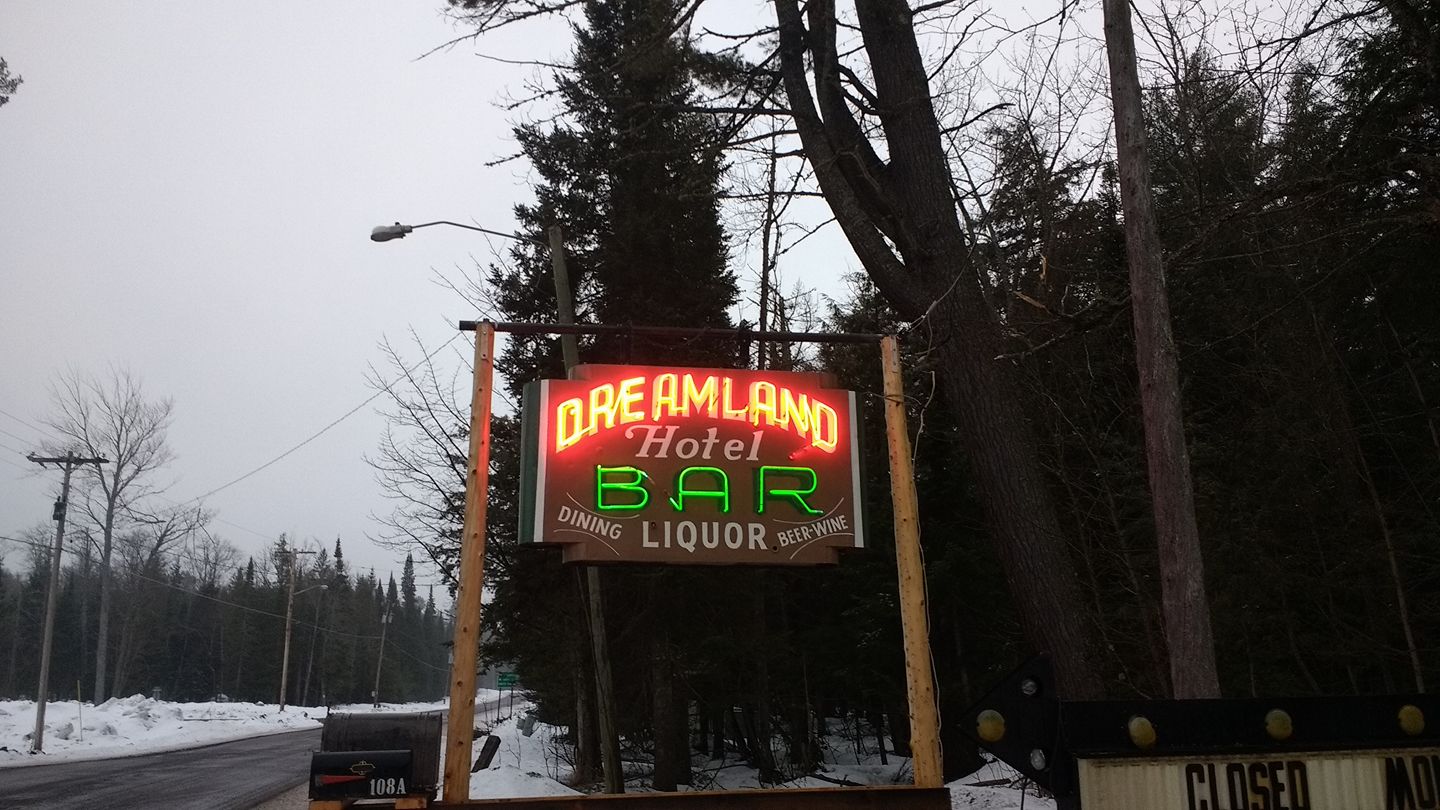 DREAMLAND
Hotel
BAR
DINING LIQUOR BEER-WINE
108A
CLOSED